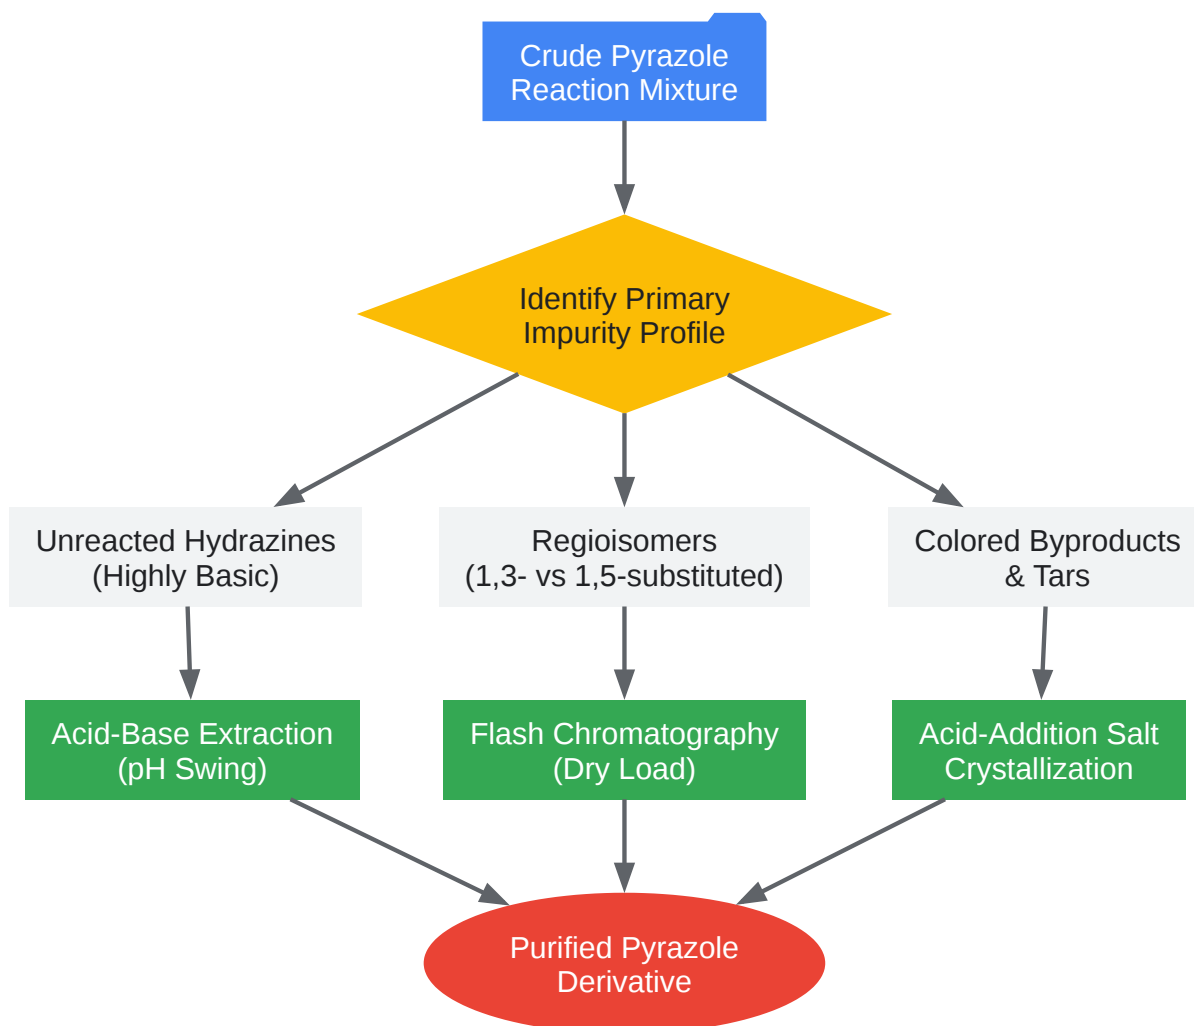 Crude Pyrazole
Reaction Mixture
Identify Primary
Impurity Profile
Unreacted Hydrazines
(Highly Basic)
Regioisomers
(1,3- vs 1,5-substituted)
Colored Byproducts
& Tars
Acid-Base Extraction
(pH Swing)
Flash Chromatography
(Dry Load)
Acid-Addition Salt
Crystallization
Purified Pyrazole
Derivative